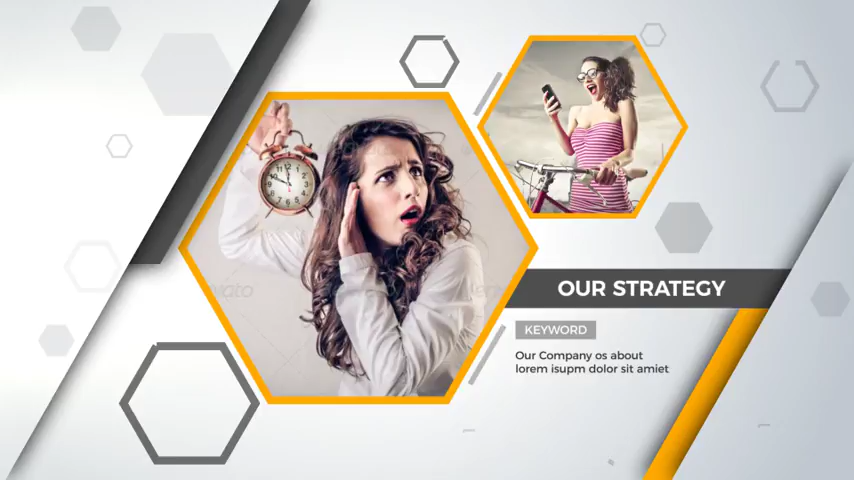 OUR STRATEGY
KEYWORD
Our Company os about
lorem isupm dolor sit amiet